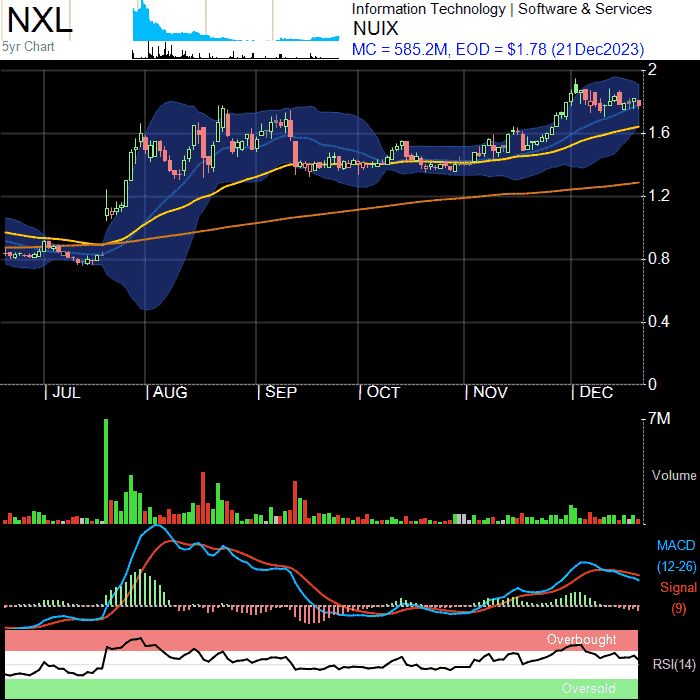 NXL
5yr Chart
Information Technology | Software & Services
NUIX
MC = 585.2M, EOD = $1.78 (21Dec2023)
2
1.6
1.2
0.8
0.4
0
| JUL | AUG | SEP | OCT | NOV | DEC
7M
Volume
MACD
(12-26)
Signal
(9)
Overbought
RSI(14)
Oversold